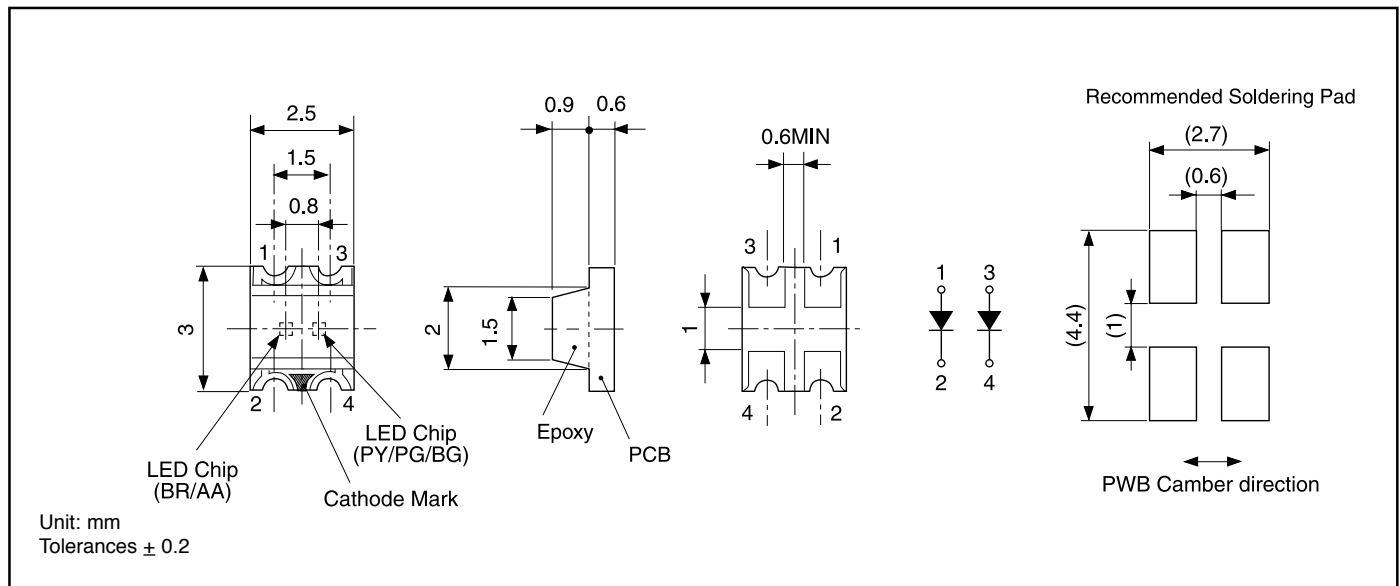 2.5
1.5
0.8
1 3
3
2 4
LED Chip
(BR/AA)
LED Chip
(PY/PG/BG)
Cathode Mark
0.9 0.6
2
1.5
Epoxy
PCB
0.6MIN
3 1
1
4 2
1 3
2 4
Recommended Soldering Pad
(2.7)
(0.6)
(4.4)
(1)
PWB Camber direction
Unit: mm
Tolerances ± 0.2